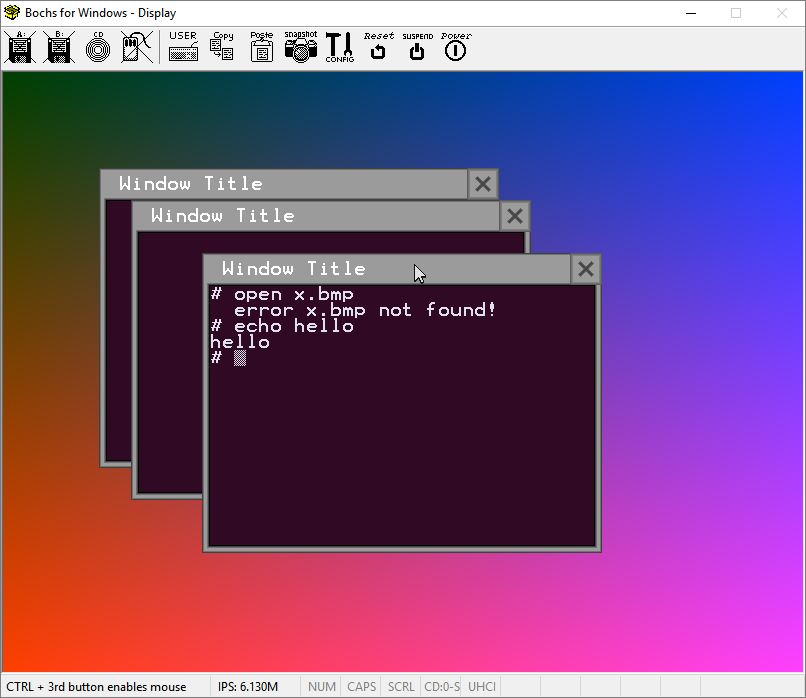 Bochs for Windows - Display
A: B: CD USER Copy Paste Snapshot T CONFIG Reset SUSPEND Power
Window Title
Window Title
Window Title
# open x.bmp
error x.bmp not found!
# echo hello
hello
#
CTRL + 3rd button enables mouse IPS: 6.130M NUM CAPS SCRL CD:0-S UHCI